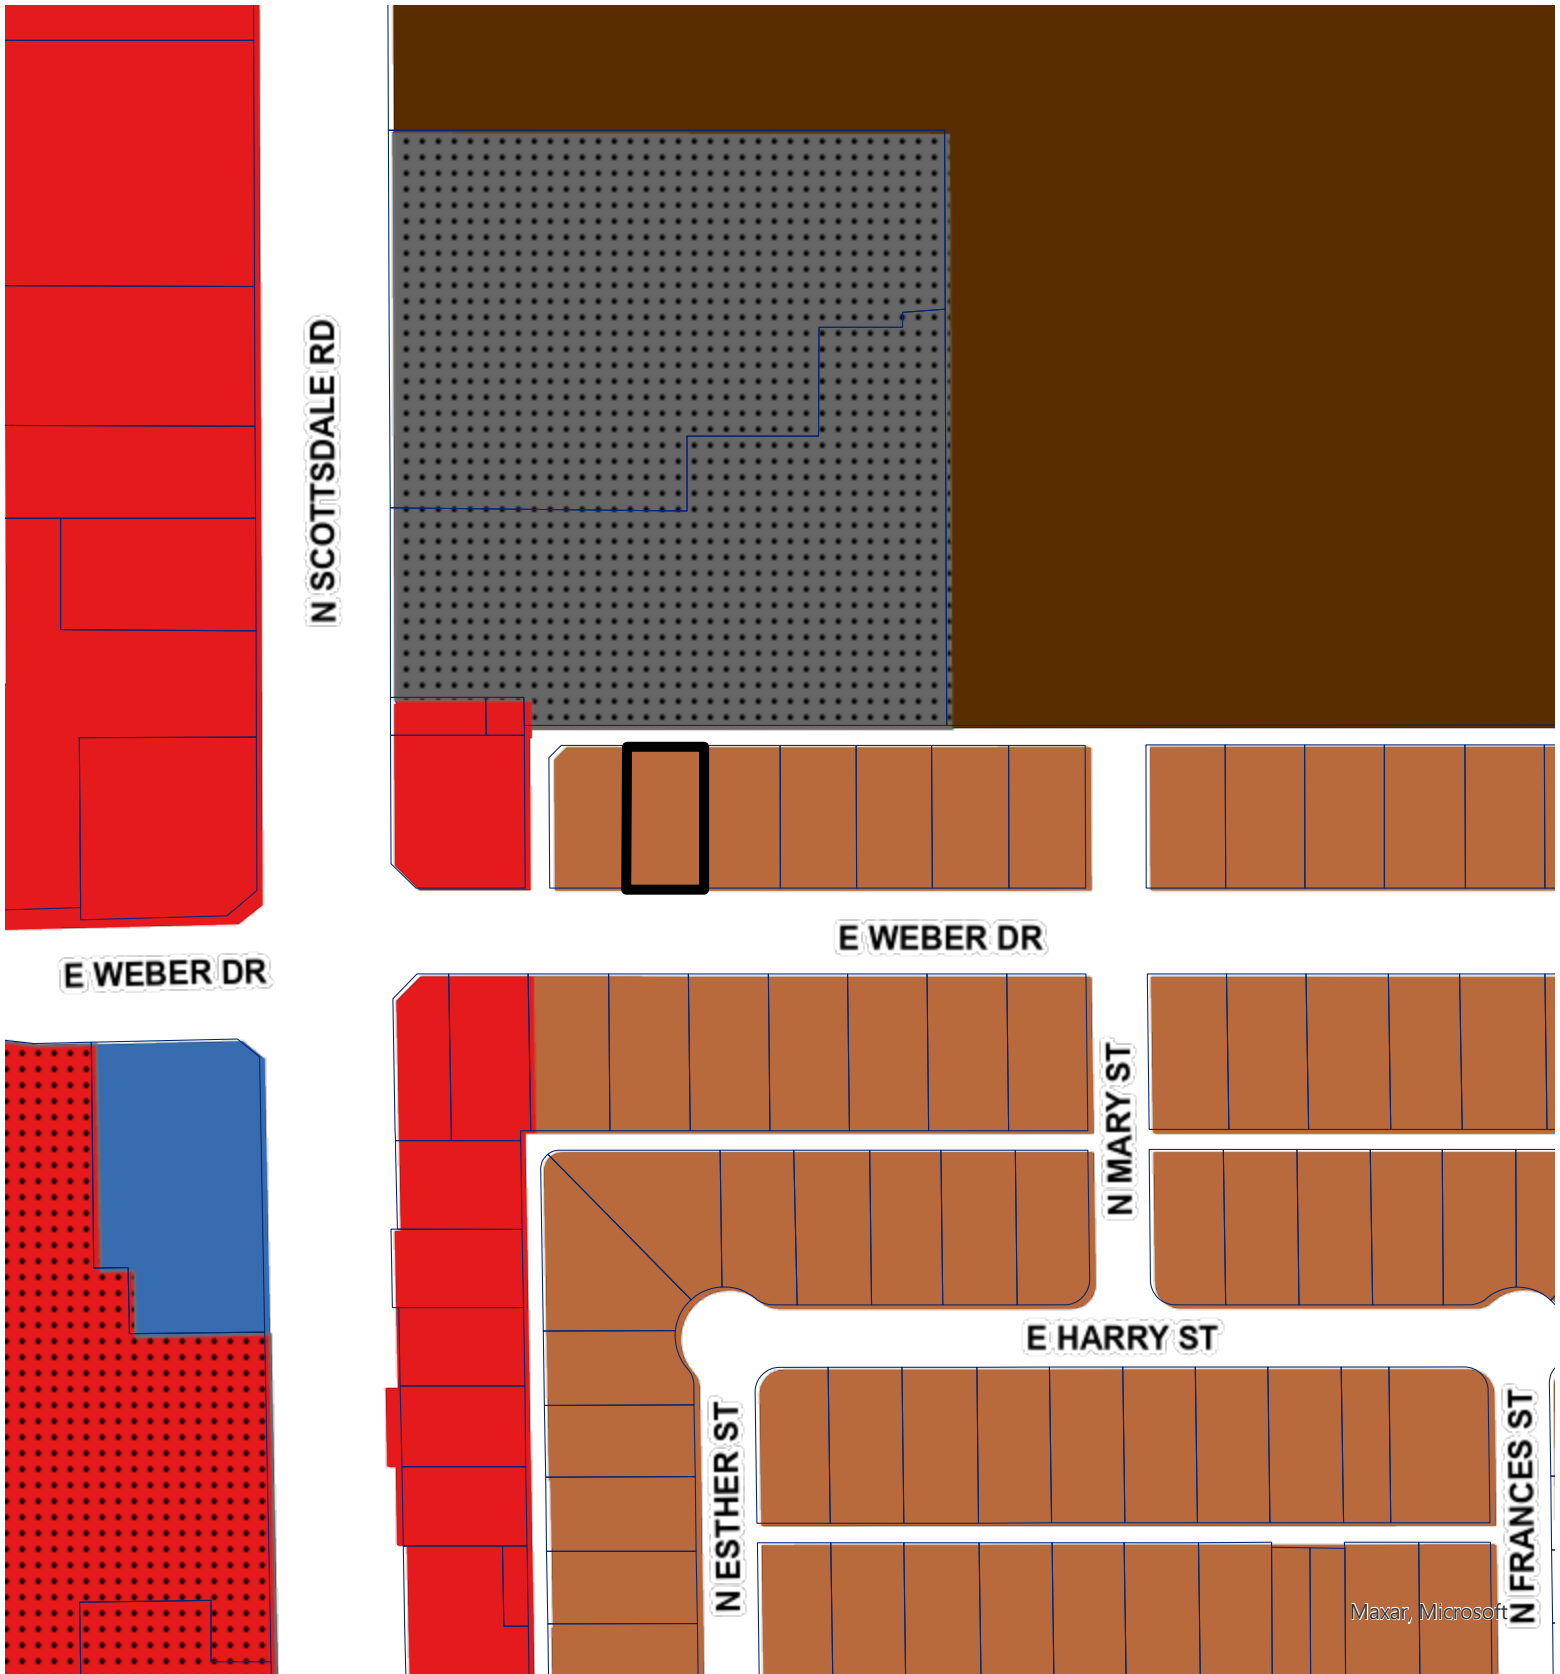 N SCOTTSDALE RD
E WEBER DR
E WEBER DR
N MARY ST
E HARRY ST
N ESTHER ST
N FRANCES ST
Maxar, Microsoft